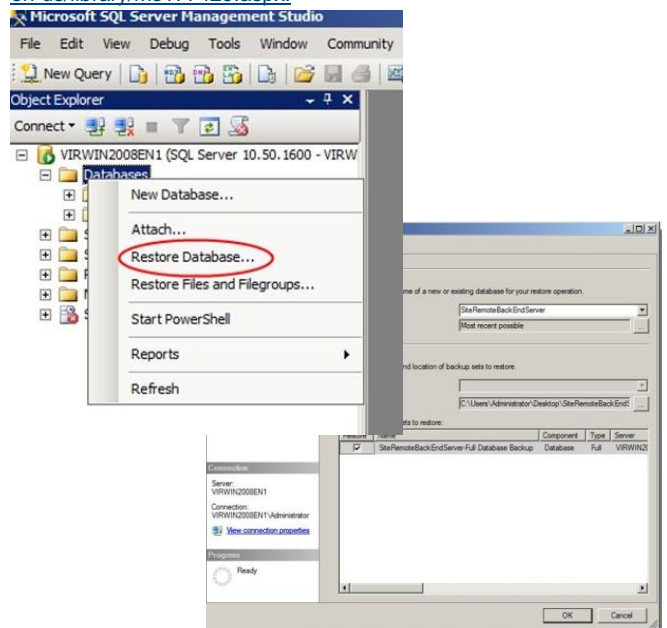 Microsoft SQL Server Management Studio
File Edit View Debug Tools Window Community
New Query
Object Explorer
Connect
VIRWIN2008EN1 (SQL Server 10.50.1600 - VIRW
Databases
New Database...
Attach...
Restore Database...
Restore Files and Filegroups...
Start PowerShell
Reports
Refresh
me of a new or existing database for your restore operation.
SiteRemoteBackEndServer
Most recent possible
nd location of backup sets to restore.
C:\Users\Administrator\Desktop\SiteRemoteBackEndS
ets to restore:
Restore Name Component Type Server
SiteRemoteBackEndServer-Full Database Backup Database Full VIRWIN20
Connection
Server:
VIRWIN2008EN1
Connection:
VIRWIN2008EN1\Administrator
View connection properties
Progress
Ready
OK Cancel